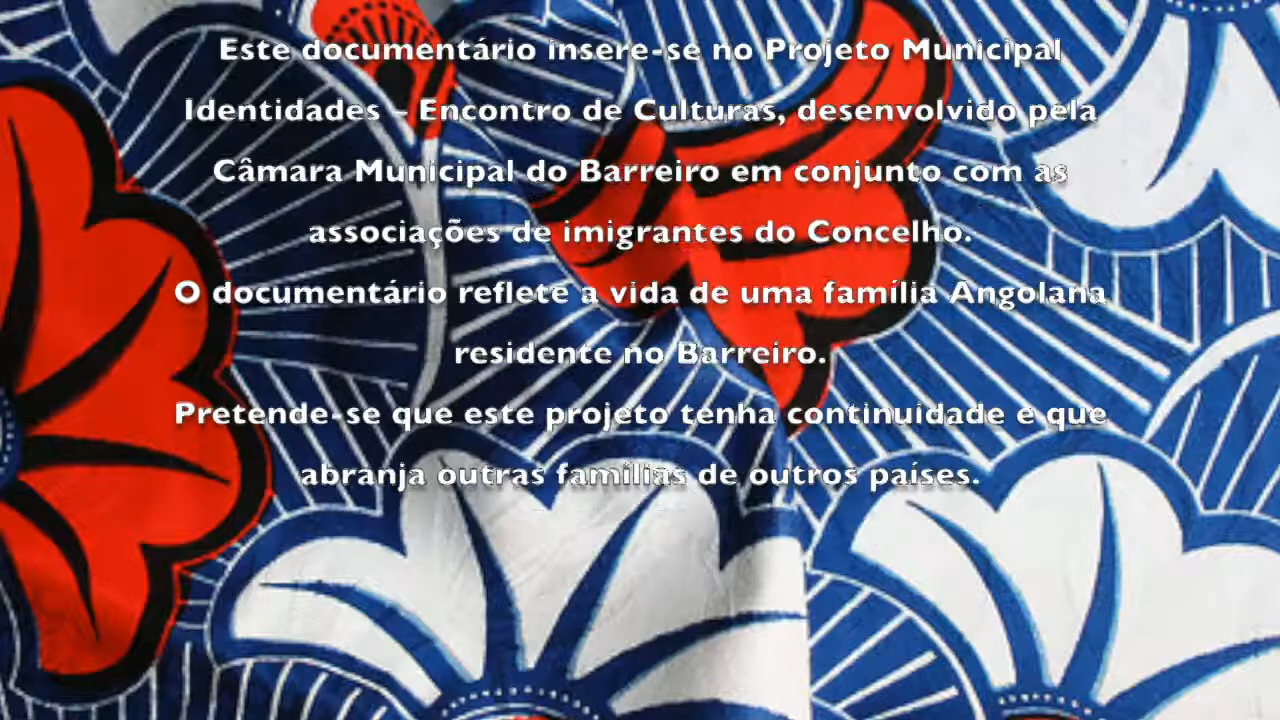 Este documentário insere-se no Projeto Municipal
Identidades – Encontro de Culturas, desenvolvido pela
Câmara Municipal do Barreiro em conjunto com as
associações de imigrantes do Concelho.
O documentário reflete a vida de uma família Angolana
residente no Barreiro.
Pretende-se que este projeto tenha continuidade e que
abranja outras famílias de outros países.